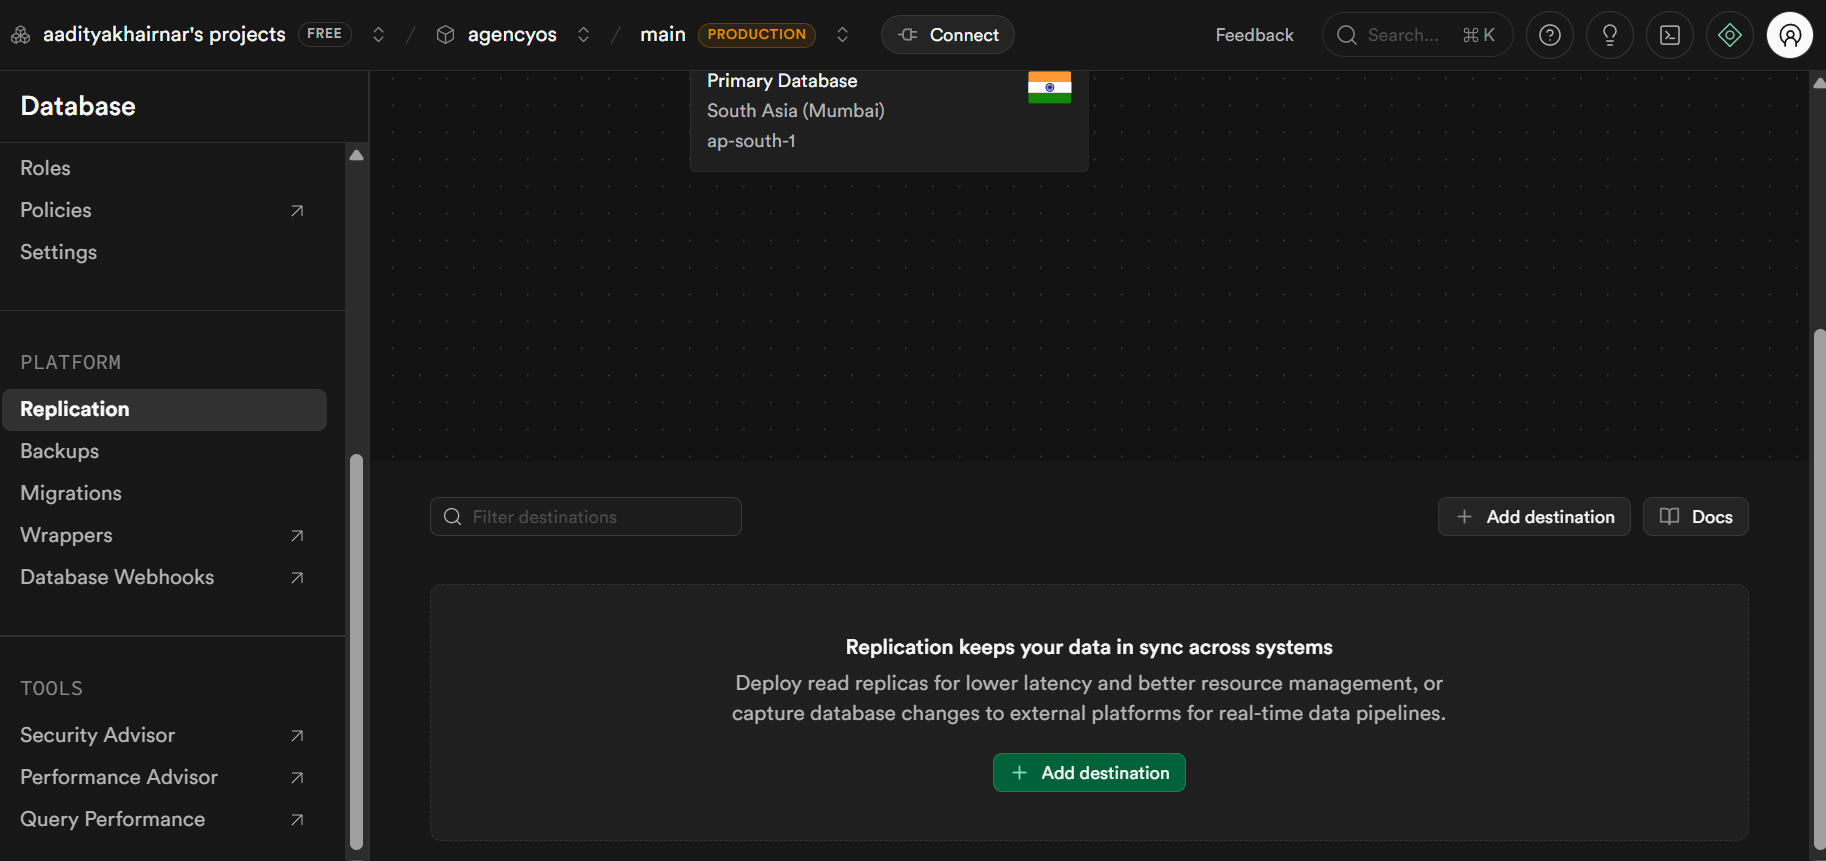 aadityakhairnar's projects FREE / agencyos / main PRODUCTION Connect Feedback Search... ⌘ K
Database
Roles
Policies
Settings
PLATFORM
Replication
Backups
Migrations
Wrappers
Database Webhooks
TOOLS
Security Advisor
Performance Advisor
Query Performance
Primary Database
South Asia (Mumbai)
ap-south-1
Filter destinations
Add destination
Docs
Replication keeps your data in sync across systems
Deploy read replicas for lower latency and better resource management, or
capture database changes to external platforms for real-time data pipelines.
Add destination